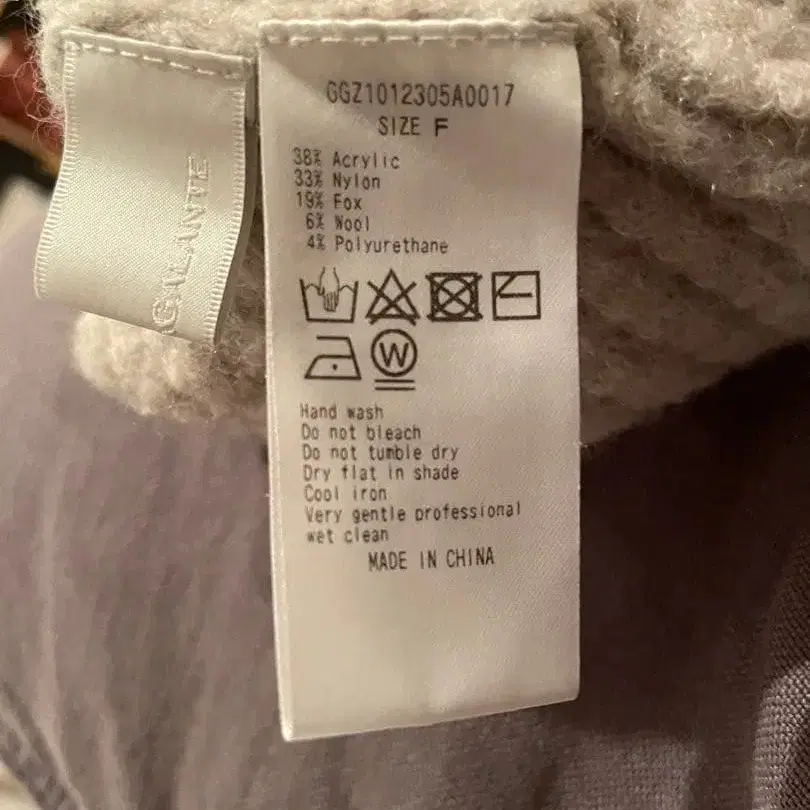 GILANTE
GGZ1012305A0017
SIZE F
38% Acrylic
33% Nylon
19% Fox
6% Wool
4% Polyurethane
W
Hand wash
Do not bleach
Do not tumble dry
Dry flat in shade
Cool iron
Very gentle professional
wet clean
MADE IN CHINA